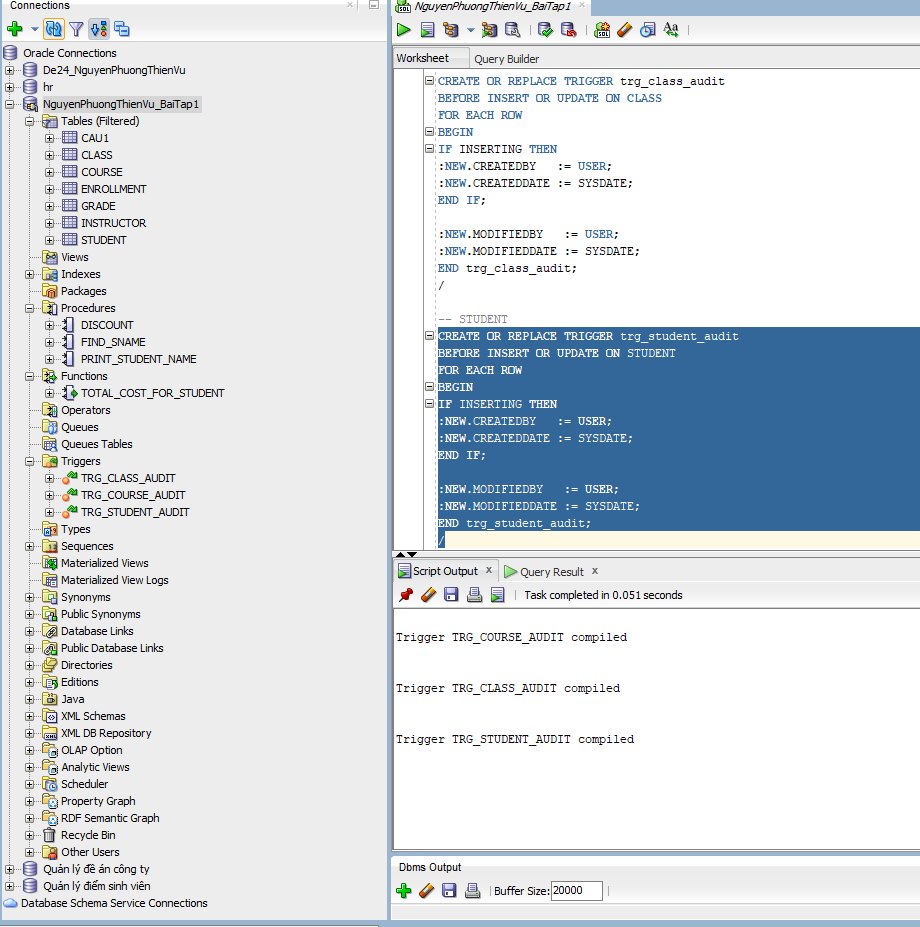 Connections
Oracle Connections
De24_NguyenPhuongThienVu
hr
NguyenPhuongThienVu_BaiTap1
Tables (Filtered)
CAU1
CLASS
COURSE
ENROLLMENT
GRADE
INSTRUCTOR
STUDENT
Views
Indexes
Packages
Procedures
DISCOUNT
FIND_SNAME
PRINT_STUDENT_NAME
Functions
TOTAL_COST_FOR_STUDENT
Operators
Queues
Queues Tables
Triggers
TRG_CLASS_AUDIT
TRG_COURSE_AUDIT
TRG_STUDENT_AUDIT
Types
Sequences
Materialized Views
Materialized View Logs
Synonyms
Public Synonyms
Database Links
Public Database Links
Directories
Editions
Java
XML Schemas
XML DB Repository
OLAP Option
Analytic Views
Scheduler
Property Graph
RDF Semantic Graph
Recycle Bin
Other Users
Quản lý đề án công ty
Quản lý điểm sinh viên
Database Schema Service Connections
NguyenPhuongThienVu_BaiTap1
Worksheet Query Builder
CREATE OR REPLACE TRIGGER trg_class_audit
BEFORE INSERT OR UPDATE ON CLASS
FOR EACH ROW
BEGIN
IF INSERTING THEN
:NEW.CREATEDBY   := USER;
:NEW.CREATEDDATE := SYSDATE;
END IF;
:NEW.MODIFIEDBY   := USER;
:NEW.MODIFIEDDATE := SYSDATE;
END trg_class_audit;
/
-- STUDENT
CREATE OR REPLACE TRIGGER trg_student_audit
BEFORE INSERT OR UPDATE ON STUDENT
FOR EACH ROW
BEGIN
IF INSERTING THEN
:NEW.CREATEDBY   := USER;
:NEW.CREATEDDATE := SYSDATE;
END IF;
:NEW.MODIFIEDBY   := USER;
:NEW.MODIFIEDDATE := SYSDATE;
END trg_student_audit;
/
Script Output x Query Result x
Task completed in 0.051 seconds
Trigger TRG_COURSE_AUDIT compiled
Trigger TRG_CLASS_AUDIT compiled
Trigger TRG_STUDENT_AUDIT compiled
Dbms Output
Buffer Size: 20000